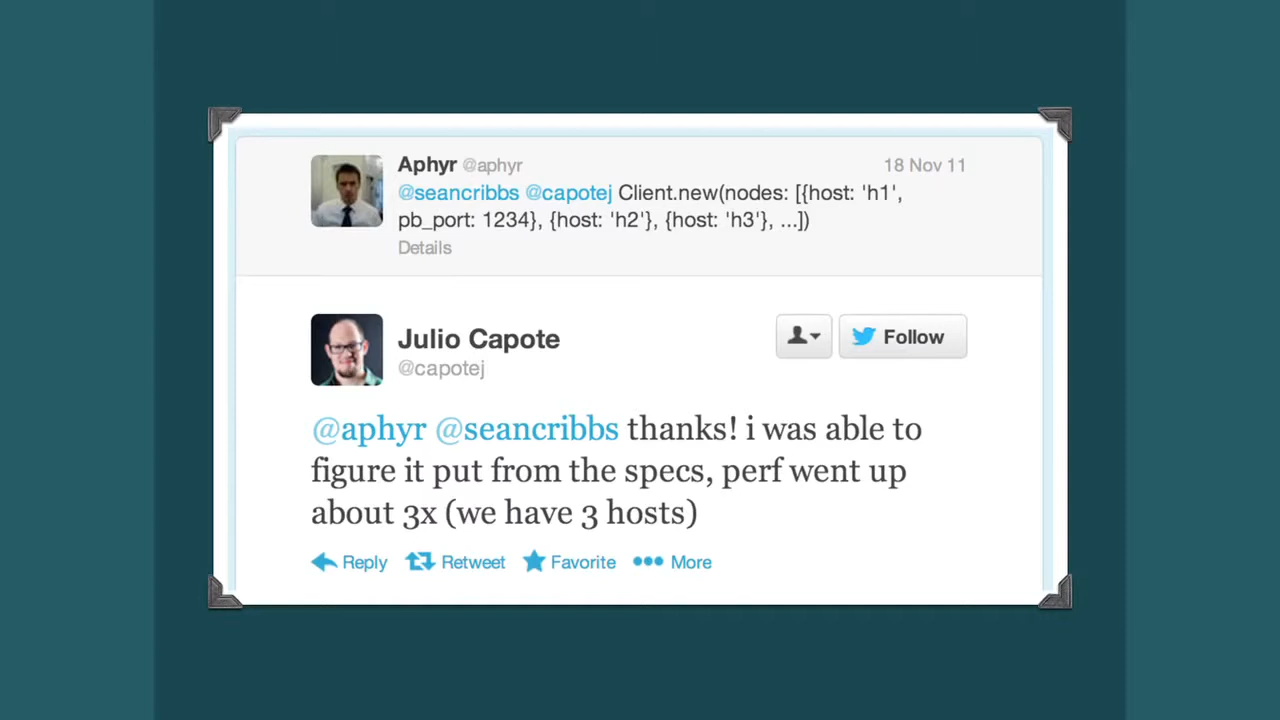 Aphyr @aphyr 18 Nov 11
@seancribbs @capotej Client.new(nodes: [{host: 'h1',
pb_port: 1234}, {host: 'h2'}, {host: 'h3'}, ...])
Details
Julio Capote
Follow
@capotej
@aphyr @seancribbs thanks! i was able to
figure it put from the specs, perf went up
about 3x (we have 3 hosts)
Reply Retweet Favorite More